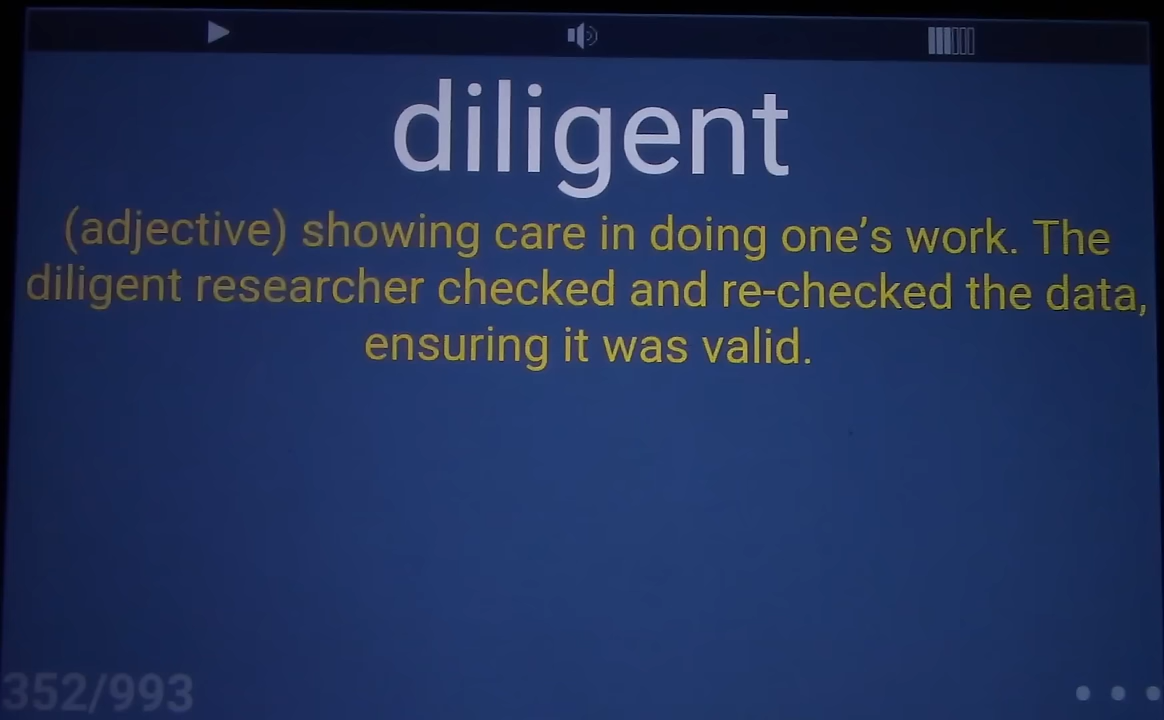 diligent
(adjective) showing care in doing one's work. The
diligent researcher checked and re-checked the data,
ensuring it was valid.
352/993